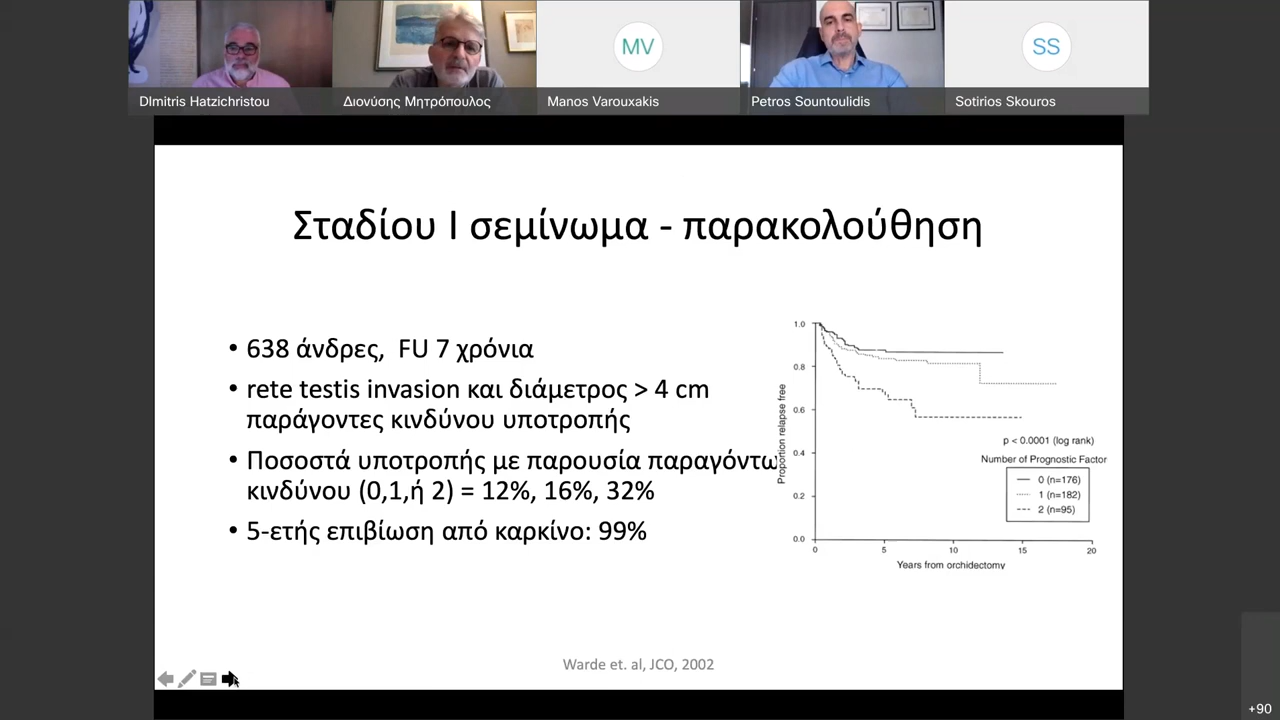 DImitris Hatzichristou
Διονύσης Μητρόπουλος
MV
Manos Varouxakis
Petros Sountoulidis
SS
Sotirios Skouros
Σταδίου Ι σεμίνωμα - παρακολούθηση
• 638 άνδρες, FU 7 χρόνια
• rete testis invasion και διάμετρος > 4 cm
παράγοντες κινδύνου υποτροπής
• Ποσοστά υποτροπής με παρουσία παραγόντω
κινδύνου (0,1,ή 2) = 12%, 16%, 32%
• 5-ετής επιβίωση από καρκίνο: 99%
Proportion relapse free
1.0
0.8
0.6
0.4
0.2
0.0
0 5 10 15 20
Years from orchidectomy
p < 0.0001 (log rank)
Number of Prognostic Factor
0 (n=176)
1 (n=182)
2 (n=95)
Warde et. al, JCO, 2002
+90